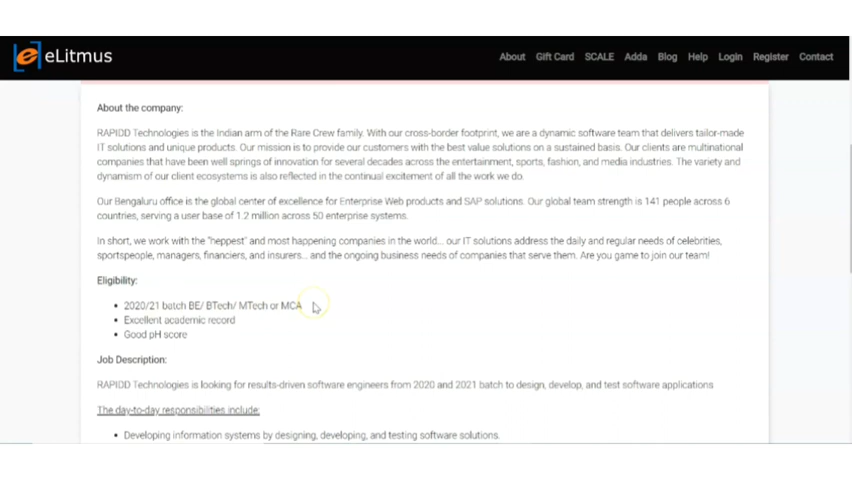 eLitmus
About Gift Card SCALE Adda Blog Help Login Register Contact
About the company:
RAPIDD Technologies is the Indian arm of the Rare Crew family. With our cross-border footprint, we are a dynamic software team that delivers tailor-made
IT solutions and unique products. Our mission is to provide our customers with the best value solutions on a sustained basis. Our clients are multinational
companies that have been well springs of innovation for several decades across the entertainment, sports, fashion, and media industries. The variety and
dynamism of our client ecosystems is also reflected in the continual excitement of all the work we do.
Our Bengaluru office is the global center of excellence for Enterprise Web products and SAP solutions. Our global team strength is 141 people across 6
countries, serving a user base of 1.2 million across 50 enterprise systems.
In short, we work with the "heppest" and most happening companies in the world... our IT solutions address the daily and regular needs of celebrities,
sportspeople, managers, financiers, and insurers... and the ongoing business needs of companies that serve them. Are you game to join our team!
Eligibility:
• 2020/21 batch BE/ BTech/ MTech or MCA
• Excellent academic record
• Good pH score
Job Description:
RAPIDD Technologies is looking for results-driven software engineers from 2020 and 2021 batch to design, develop, and test software applications
The day-to-day responsibilities include:
• Developing information systems by designing, developing, and testing software solutions.